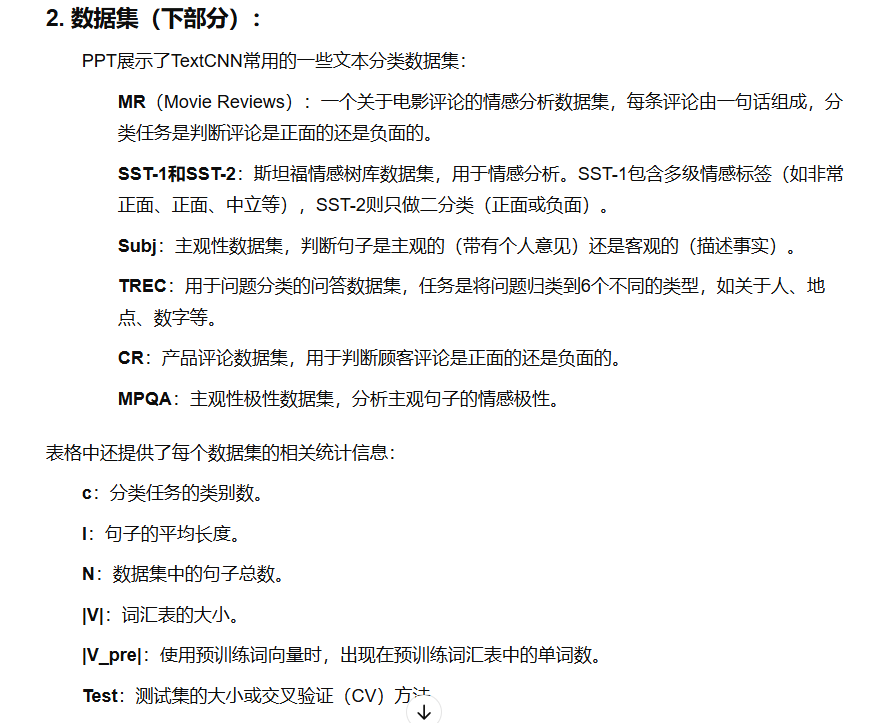 2. 数据集（下部分）：
PPT展示了TextCNN常用的一些文本分类数据集：
MR（Movie Reviews）：一个关于电影评论的情感分析数据集，每条评论由一句话组成，分
类任务是判断评论是正面的还是负面的。
SST-1和SST-2：斯坦福情感树库数据集，用于情感分析。SST-1包含多级情感标签（如非常
正面、正面、中立等），SST-2则只做二分类（正面或负面）。
Subj：主观性数据集，判断句子是主观的（带有个人意见）还是客观的（描述事实）。
TREC：用于问题分类的问答数据集，任务是将问题归类到6个不同的类型，如关于人、地
点、数字等。
CR：产品评论数据集，用于判断顾客评论是正面的还是负面的。
MPQA：主观性极性数据集，分析主观句子的情感极性。
表格中还提供了每个数据集的相关统计信息：
c：分类任务的类别数。
l：句子的平均长度。
N：数据集中的句子总数。
|V|：词汇表的大小。
|V_pre|：使用预训练词向量时，出现在预训练词汇表中的单词数。
Test：测试集的大小或交叉验证（CV）方法